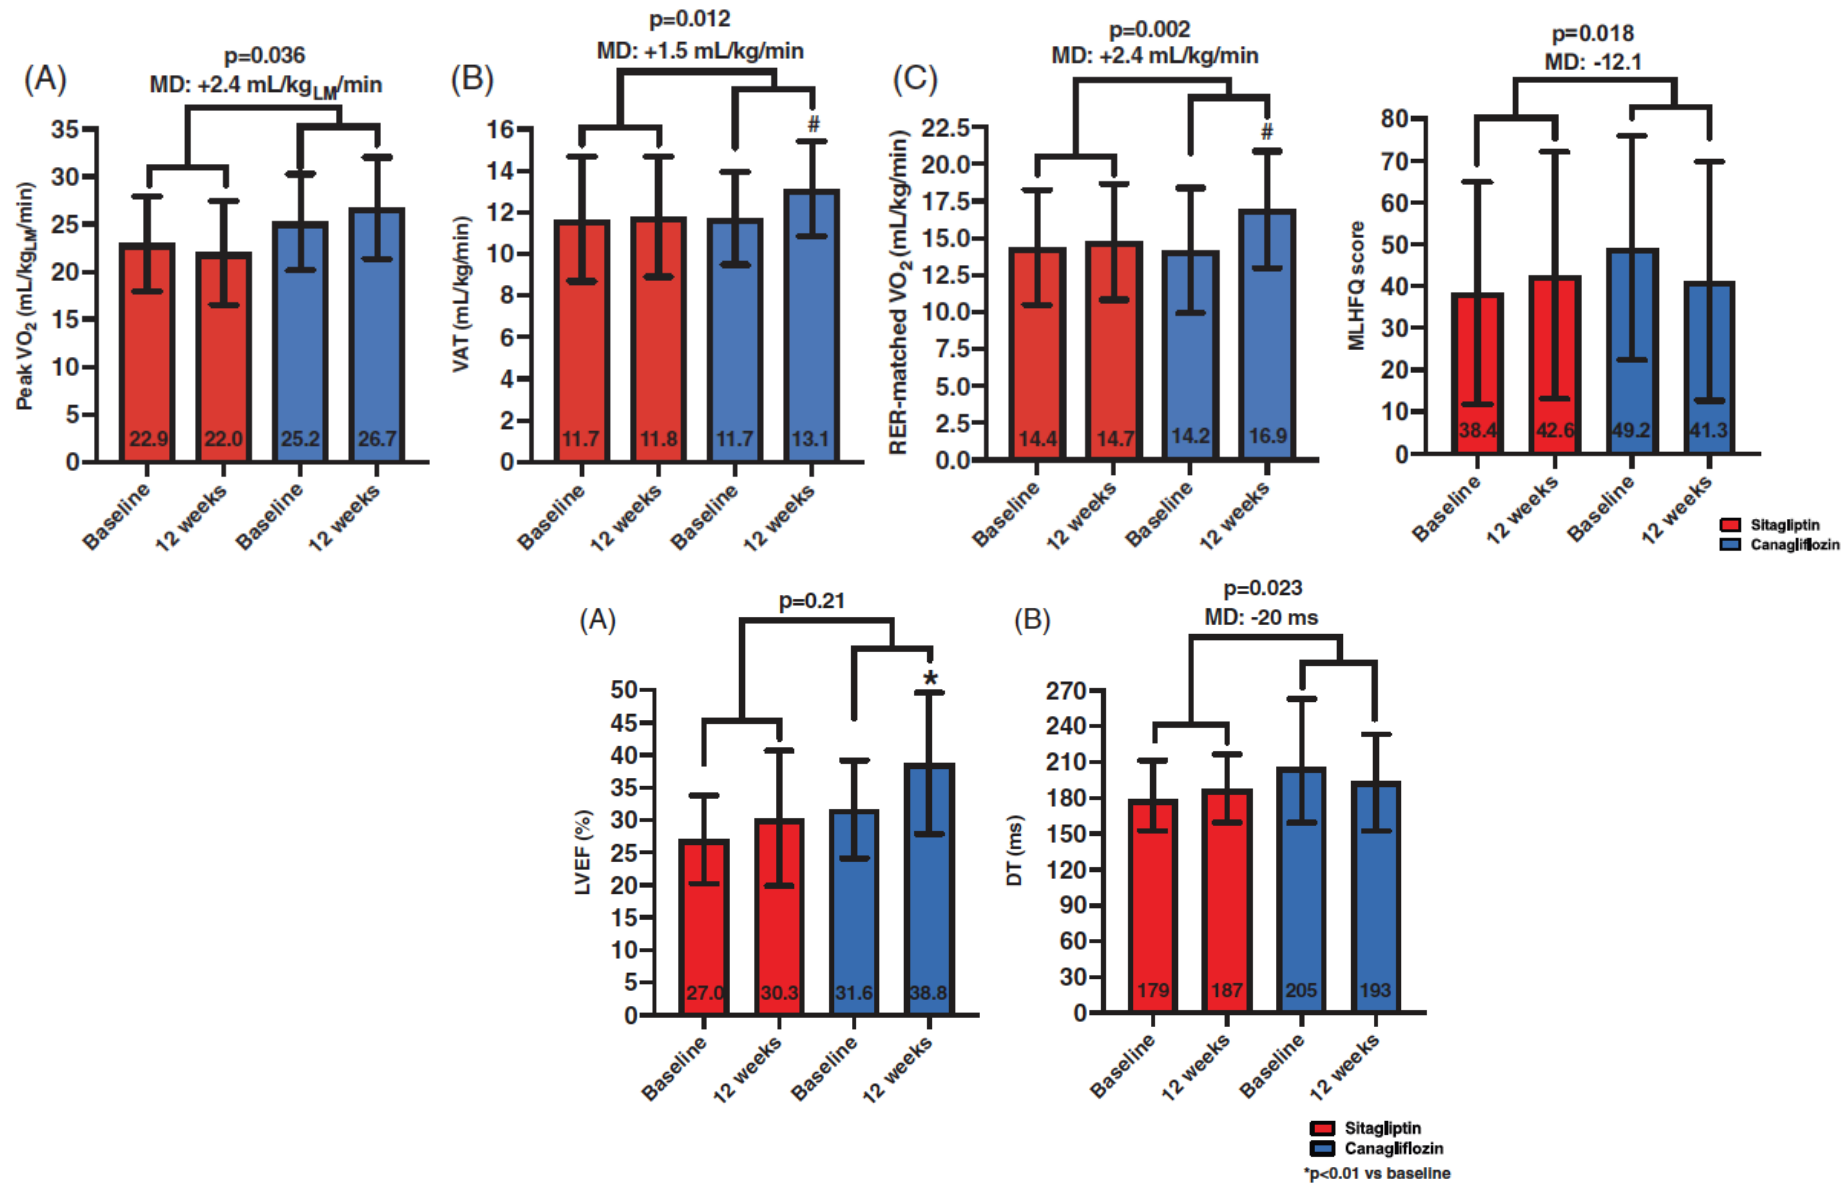 (A)
p=0.036
MD: +2.4 mL/kgLM/min
Peak VO2 (mL/kgLM/min)
35
30
25
20
15
10
5
0
22.9
22.0
25.2
26.7
Baseline
12 weeks
Baseline
12 weeks
(B)
p=0.012
MD: +1.5 mL/kg/min
VAT (mL/kg/min)
16
14
12
10
8
6
4
2
0
#
11.7
11.8
11.7
13.1
Baseline
12 weeks
Baseline
12 weeks
(C)
p=0.002
MD: +2.4 mL/kg/min
RER-matched VO2 (mL/kg/min)
22.5
20.0
17.5
15.0
12.5
10.0
7.5
5.0
2.5
0.0
#
14.4
14.7
14.2
16.9
Baseline
12 weeks
Baseline
12 weeks
p=0.018
MD: -12.1
MLHFQ score
80
70
60
50
40
30
20
10
0
38.4
42.6
49.2
41.3
Baseline
12 weeks
Baseline
12 weeks
Sitagliptin
Canagliflozin
(A)
p=0.21
LVEF (%)
50
45
40
35
30
25
20
15
10
5
0
*
27.0
30.3
31.6
38.8
Baseline
12 weeks
Baseline
12 weeks
(B)
p=0.023
MD: -20 ms
DT (ms)
270
240
210
180
150
120
90
60
30
0
179
187
205
193
Baseline
12 weeks
Baseline
12 weeks
Sitagliptin
Canagliflozin
*p<0.01 vs baseline